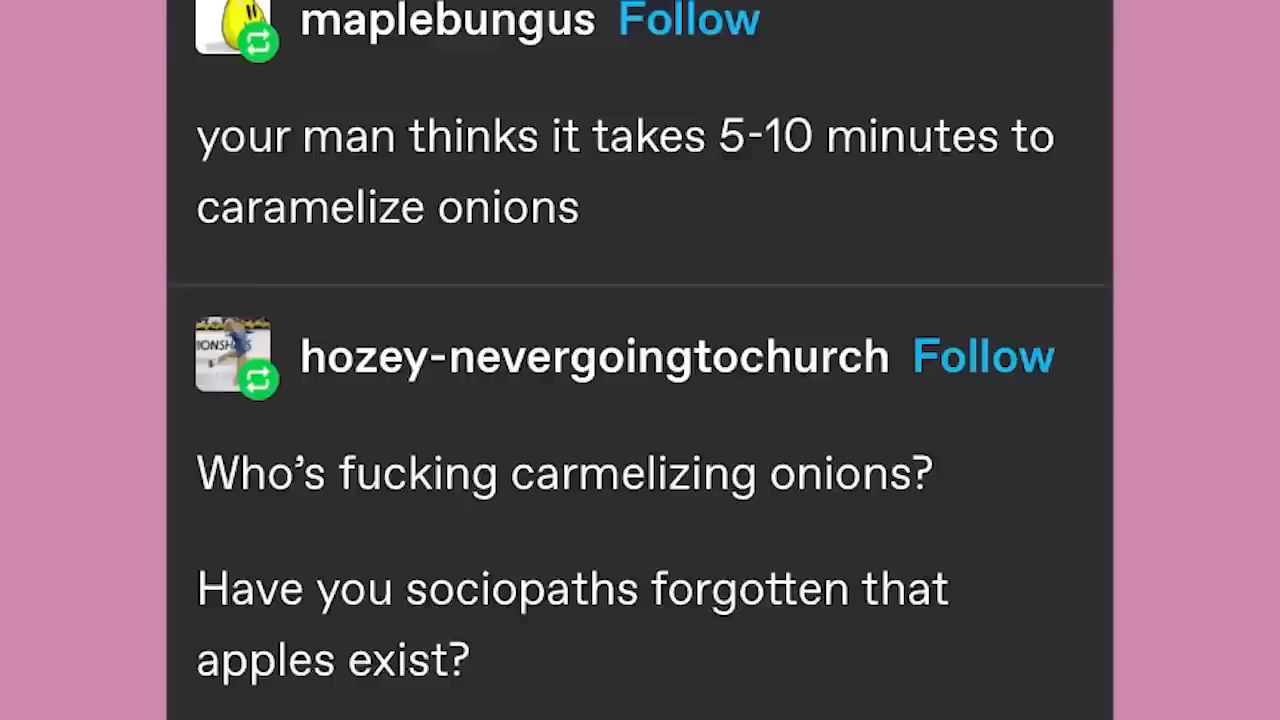 maplebungus Follow
your man thinks it takes 5-10 minutes to
caramelize onions
IONSHIPS
hozey-nevergoingtochurch Follow
Who's fucking carmelizing onions?
Have you sociopaths forgotten that
apples exist?